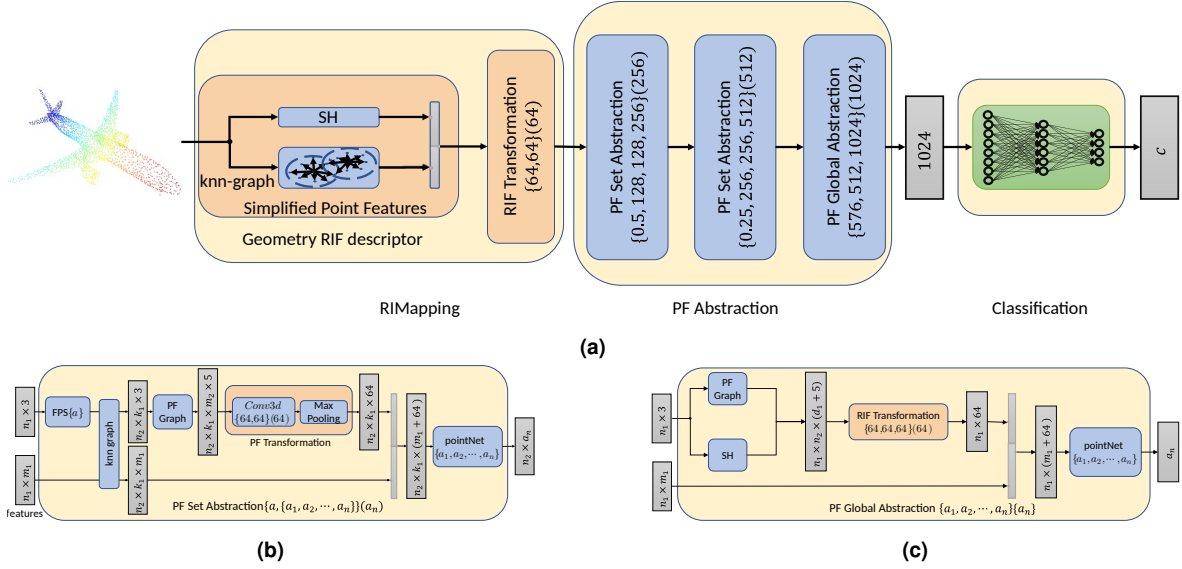 SH
knn-graph
Simplified Point Features
Geometry RIF descriptor
RIF Transformation
{64,64}(64)
PF Set Abstraction
{0.5, 128, 128, 256}(256)
PF Set Abstraction
{0.25, 256, 256, 512}(512)
PF Global Abstraction
{576, 512, 1024}(1024)
1024
c
RIMapping
PF Abstraction
Classification
(a)
n₁ × 3
FPS{a}
knn graph
n₂ × k₁ × 3
PF
Graph
n₂ × k₁ × m₂ × 5
Conv3d
{64,64}(64)
Max
Pooling
PF Transformation
n₂ × k₁ × 64
n₁ × m₁
features
n₂ × k₁ × m₁
n₂ × k₁ × (m₁ + 64)
pointNet
{a₁, a₂, ⋯, aₙ}
n₂ × aₙ
PF Set Abstraction{a, {a₁, a₂, ⋯, aₙ}}(aₙ)
(b)
n₁ × 3
PF
Graph
SH
n₁ × n₂ × (d₁ + 5)
RIF Transformation
{64,64,64}(64)
n₁ × 64
n₁ × m₁
n₁ × (m₁ + 64)
pointNet
{a₁, a₂, ⋯, aₙ}
aₙ
PF Global Abstraction {a₁, a₂, ⋯, aₙ}{aₙ}
(c)